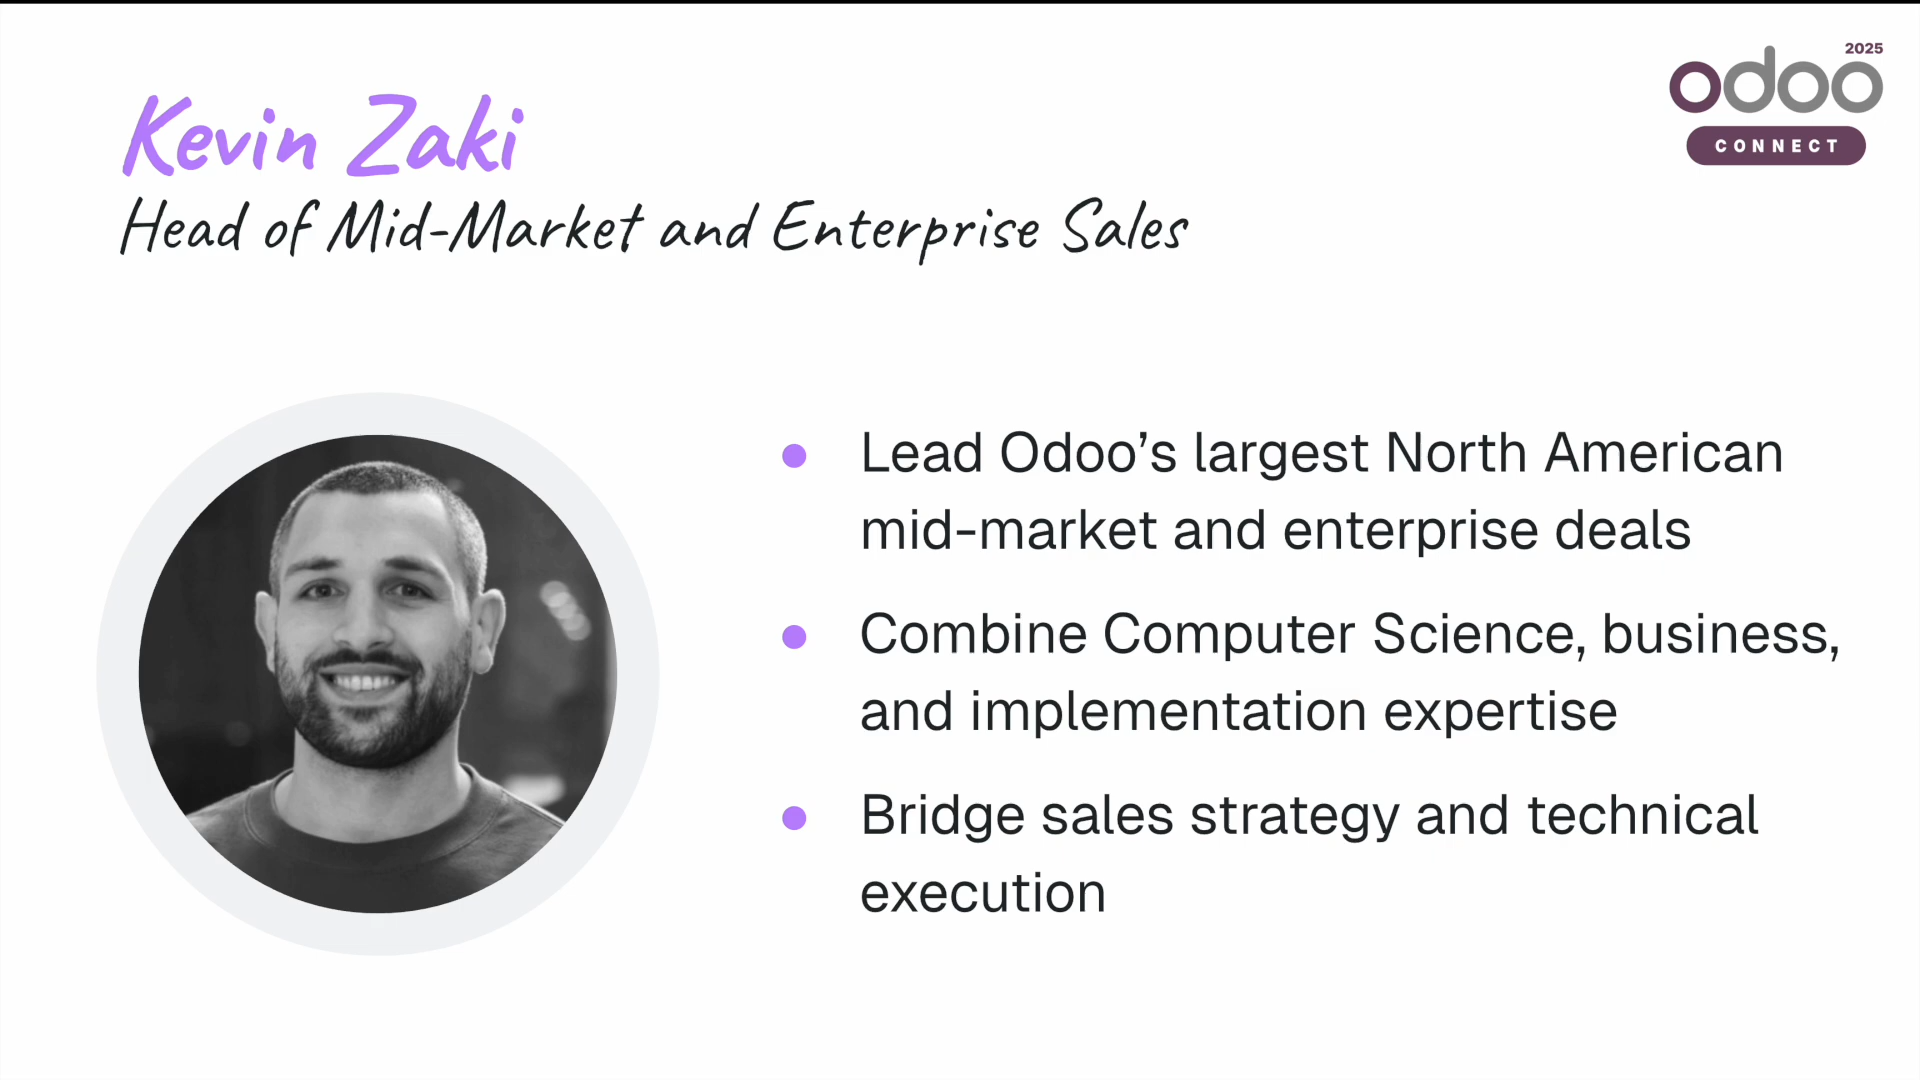 Kevin Zaki
Head of Mid-Market and Enterprise Sales
2025
odoo
CONNECT
Lead Odoo’s largest North American
mid-market and enterprise deals
Combine Computer Science, business,
and implementation expertise
Bridge sales strategy and technical
execution